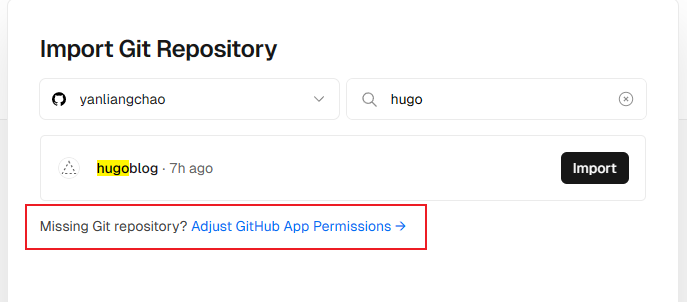 Import Git Repository
yanliangchao
hugo
hugoblog · 7h ago
Import
Missing Git repository? Adjust GitHub App Permissions →